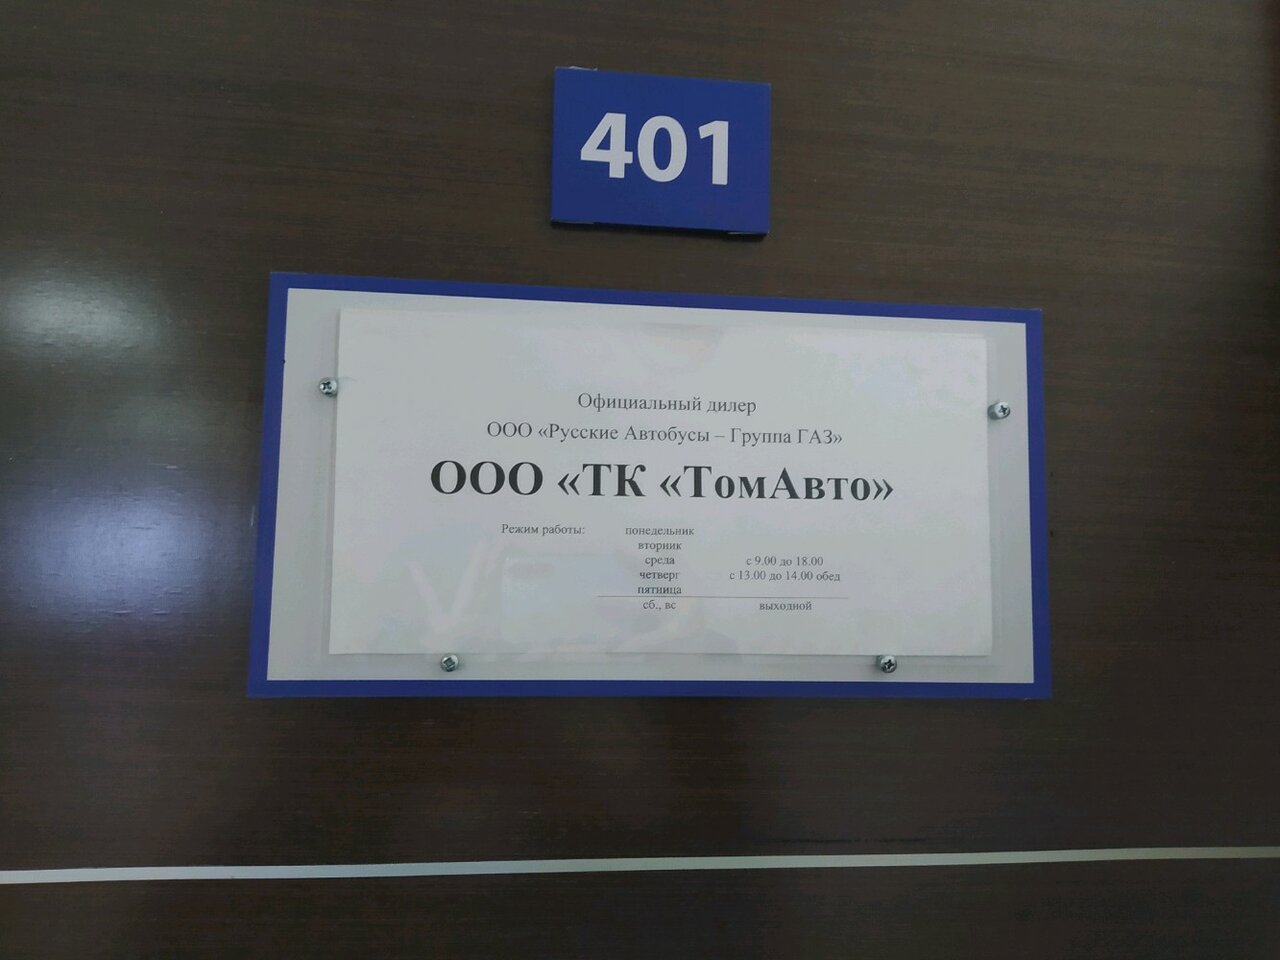 401
Официальный дилер
ООО «Русские Автобусы – Группа ГАЗ»
ООО «ТК «ТомАвто»
Режим работы: понедельник
вторник
среда с 9.00 до 18.00
четверг с 13.00 до 14.00 обед
пятница
сб., вс выходной